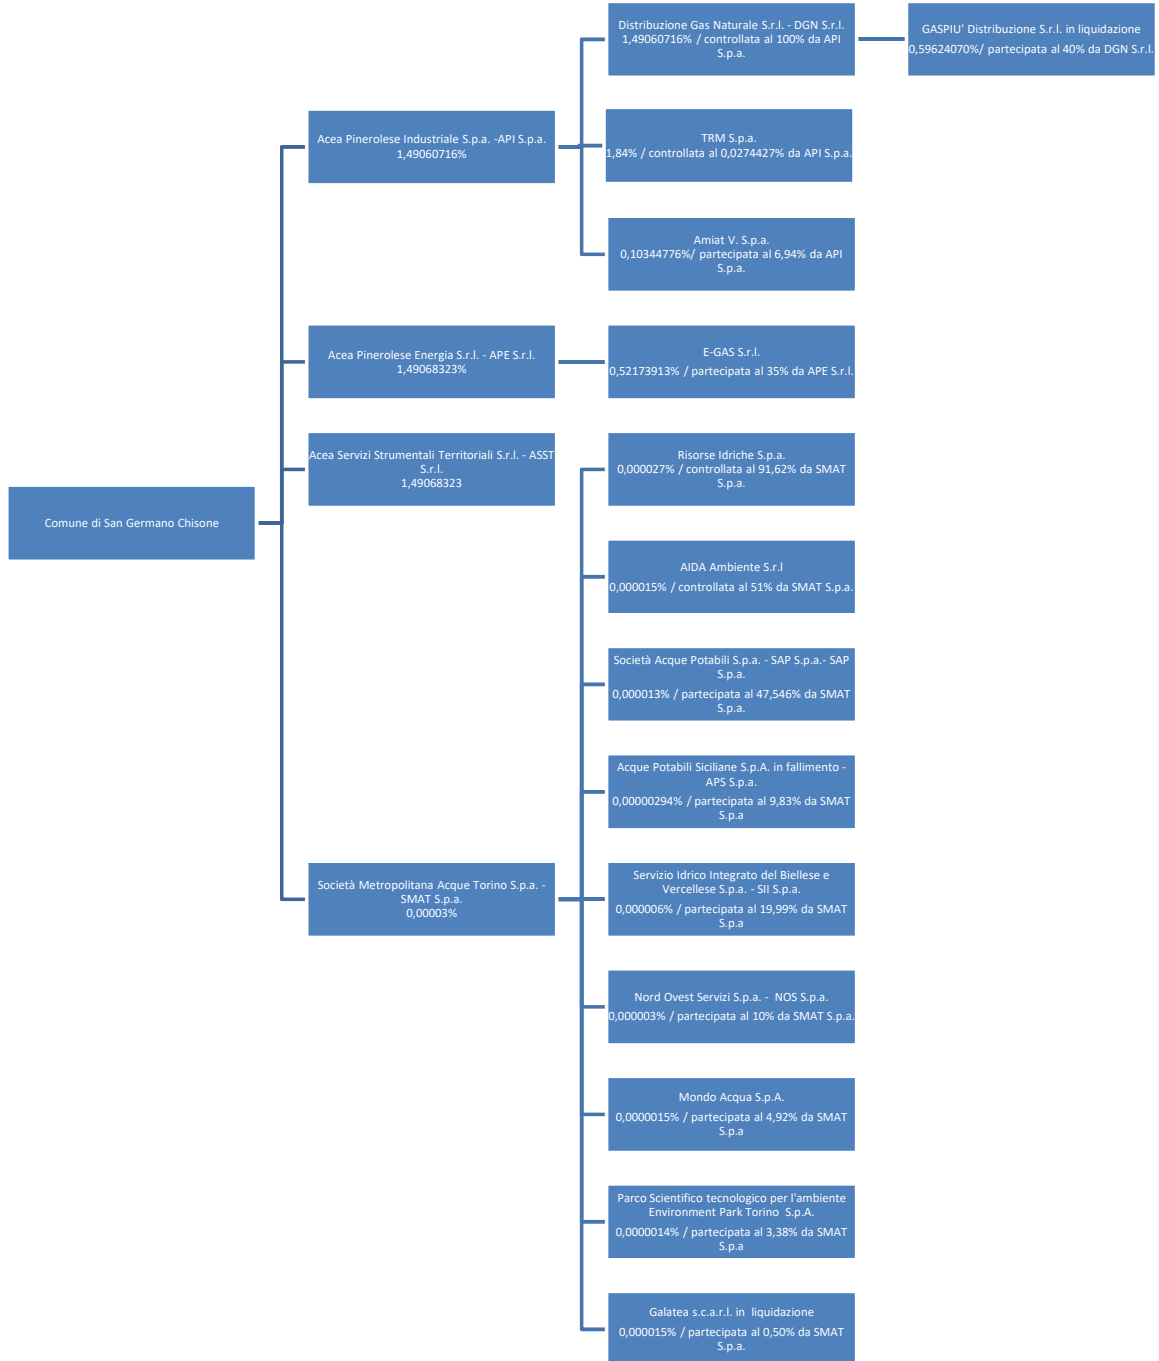 Comune di San Germano Chisone
Acea Pinerolese Industriale S.p.a. -API S.p.a.
1,49060716%
Distribuzione Gas Naturale S.r.l. - DGN S.r.l.
1,49060716% / controllata al 100% da API
S.p.a.
GASPIU' Distribuzione S.r.l. in liquidazione
0,59624070%/ partecipata al 40% da DGN S.r.l.
TRM S.p.a.
1,84% / controllata al 0,0274427% da API S.p.a.
Amiat V. S.p.a.
0,10344776%/ partecipata al 6,94% da API
S.p.a.
Acea Pinerolese Energia S.r.l. - APE S.r.l.
1,49068323%
E-GAS S.r.l.
0,52173913% / partecipata al 35% da APE S.r.l.
Acea Servizi Strumentali Territoriali S.r.l. - ASST
S.r.l.
1,49068323
Società Metropolitana Acque Torino S.p.a. -
SMAT S.p.a.
0,00003%
Risorse Idriche S.p.a.
0,000027% / controllata al 91,62% da SMAT
S.p.a.
AIDA Ambiente S.r.l
0,000015% / controllata al 51% da SMAT S.p.a.
Società Acque Potabili S.p.a. - SAP S.p.a.- SAP
S.p.a.
0,000013% / partecipata al 47,546% da SMAT
S.p.a.
Acque Potabili Siciliane S.p.A. in fallimento -
APS S.p.a.
0,00000294% / partecipata al 9,83% da SMAT
S.p.a
Servizio Idrico Integrato del Biellese e
Vercellese S.p.a. - SII S.p.a.
0,000006% / partecipata al 19,99% da SMAT
S.p.a
Nord Ovest Servizi S.p.a. - NOS S.p.a.
0,000003% / partecipata al 10% da SMAT S.p.a.
Mondo Acqua S.p.A.
0,0000015% / partecipata al 4,92% da SMAT
S.p.a
Parco Scientifico tecnologico per l'ambiente
Environment Park Torino S.p.A.
0,0000014% / partecipata al 3,38% da SMAT
S.p.a
Galatea s.c.a.r.l. in liquidazione
0,000015% / partecipata al 0,50% da SMAT
S.p.a.